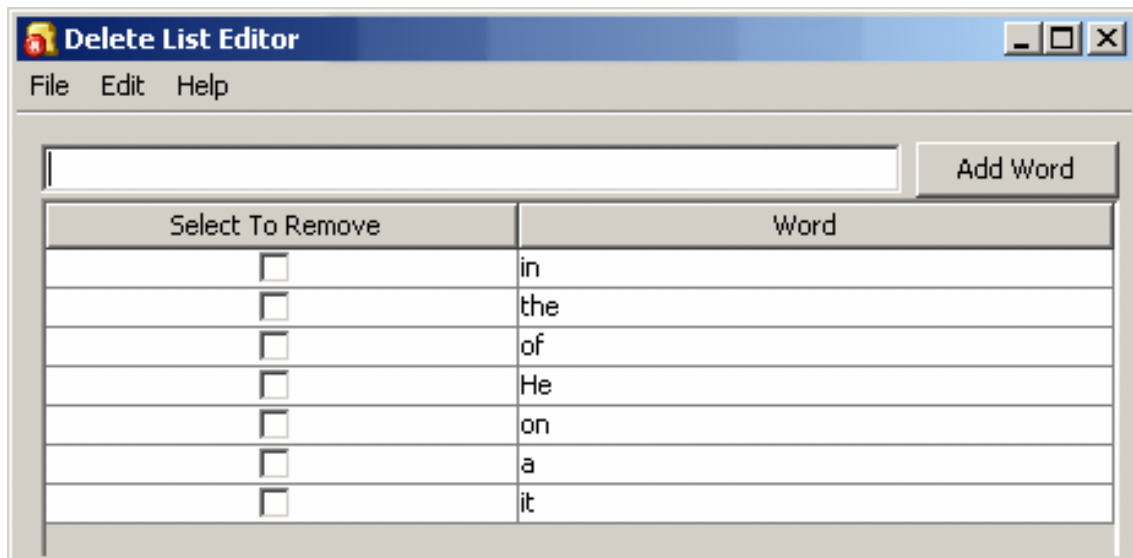 Delete List Editor
File Edit Help
Add Word
Select To Remove Word
in
the
of
He
on
a
it